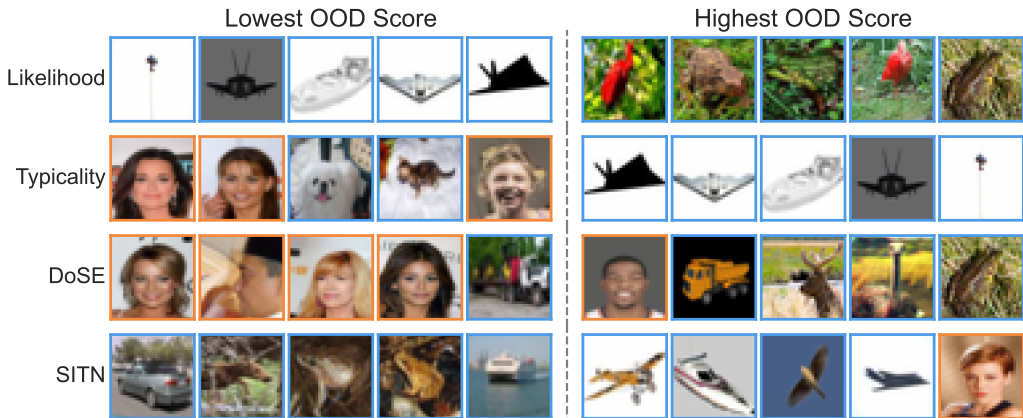 Lowest OOD Score
Highest OOD Score
Likelihood
Typicality
DoSE
SITN